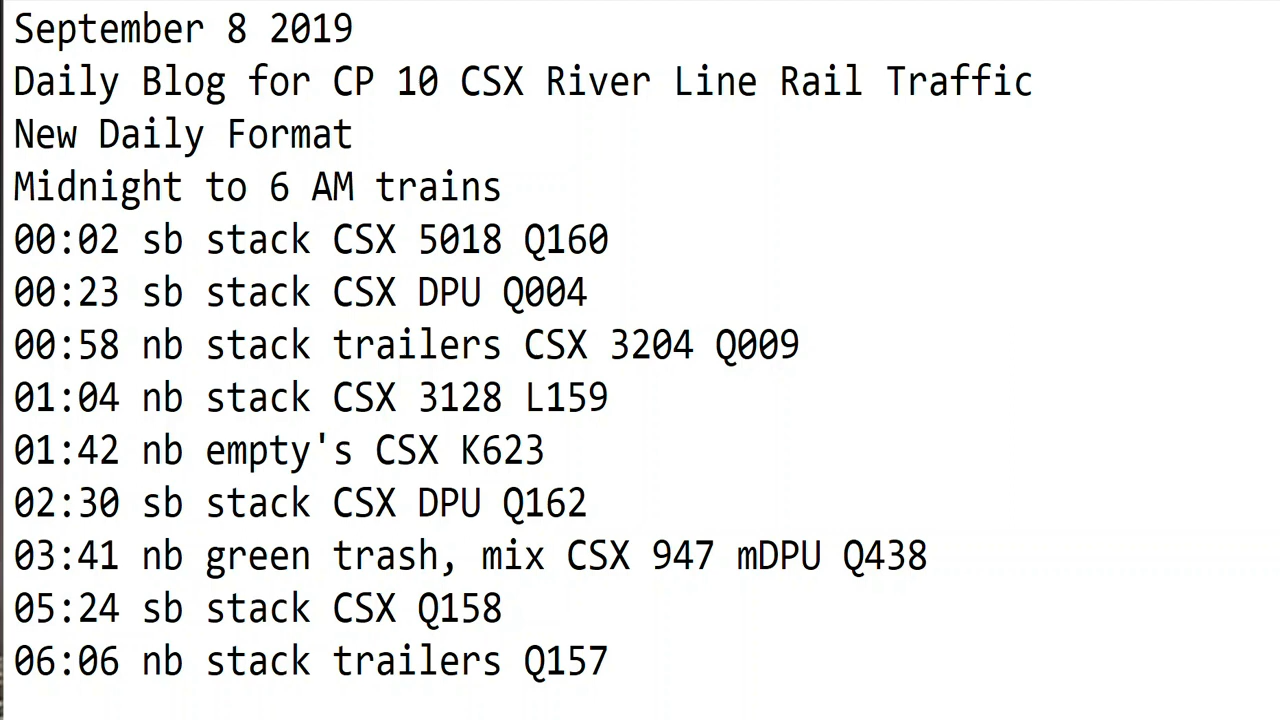 September 8 2019
Daily Blog for CP 10 CSX River Line Rail Traffic
New Daily Format
Midnight to 6 AM trains
00:02 sb stack CSX 5018 Q160
00:23 sb stack CSX DPU Q004
00:58 nb stack trailers CSX 3204 Q009
01:04 nb stack CSX 3128 L159
01:42 nb empty's CSX K623
02:30 sb stack CSX DPU Q162
03:41 nb green trash, mix CSX 947 mDPU Q438
05:24 sb stack CSX Q158
06:06 nb stack trailers Q157